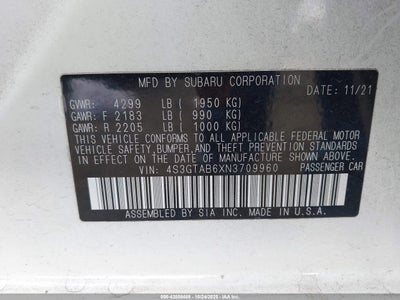 MFD BY SUBARU CORPORATION
DATE: 11/21
GVWR: 4299 LB ( 1950 KG)
GAWR: F 2183 LB ( 990 KG)
GAWR: R 2205 LB ( 1000 KG)
THIS VEHICLE CONFORMS TO ALL APPLICABLE FEDERAL MOTOR
VEHICLE SAFETY, BUMPER, AND THEFT PREVENTION STANDARDS
IN EFFECT ON THE DATE OF MANUFACTURE SHOWN ABOVE.
VIN: 4S3GTAB6XN3709960 PASSENGER CAR
ASSEMBLED BY SIA INC. MADE IN U.S.A.